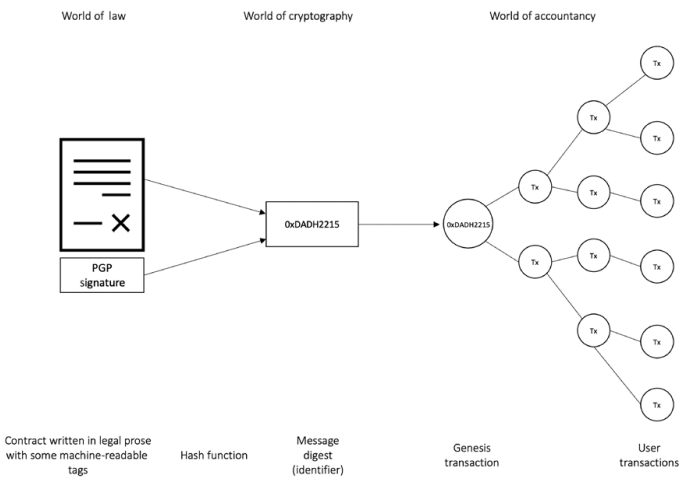 World of law
World of cryptography
World of accountancy
PGP
signature
0xDADH2215
0xDADH2215
Tx
Tx
Tx
Tx
Tx
Tx
Tx
Tx
Tx
Tx
Tx
Tx
Contract written in legal prose
with some machine-readable
tags
Hash function
Message
digest
(identifier)
Genesis
transaction
User
transactions